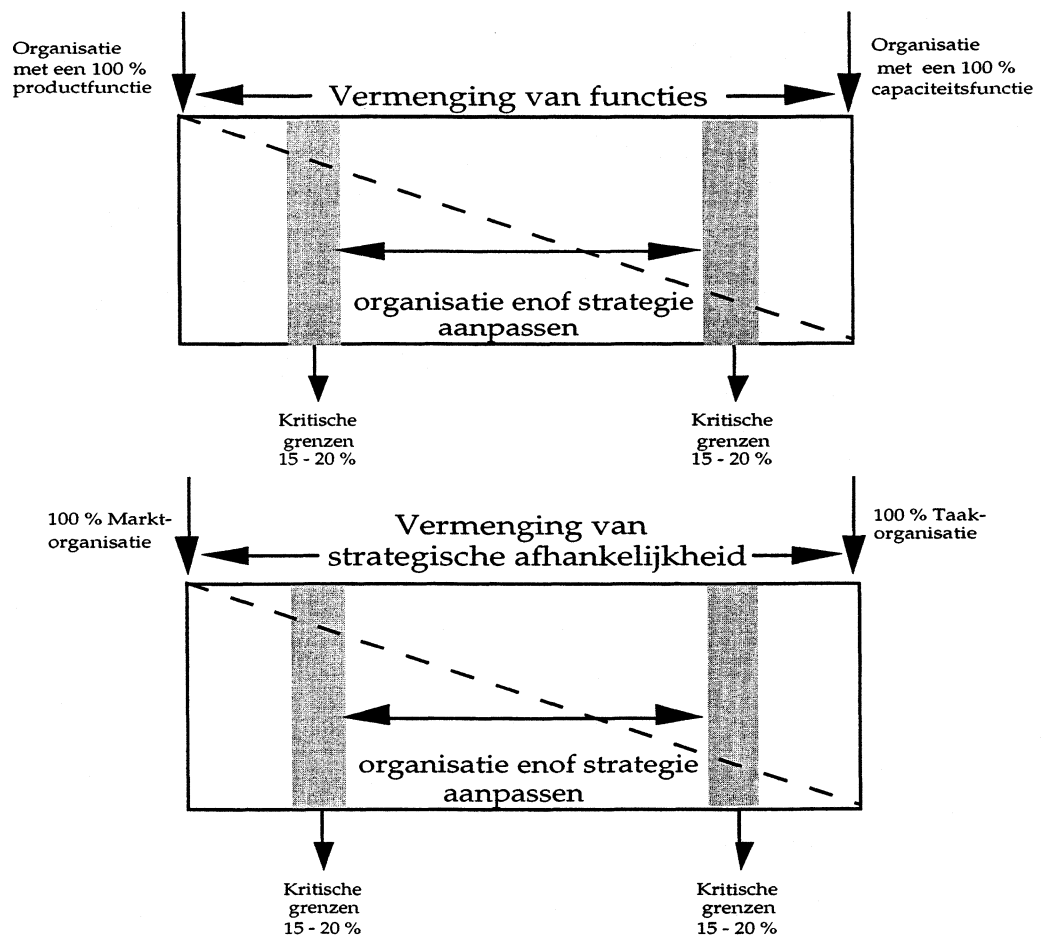 Organisatie
met een 100 %
productfunctie
Organisatie
met een 100 %
capaciteitsfunctie
Vermenging van functies
organisatie enof strategie
aanpassen
Kritische
grenzen
15 - 20 %
Kritische
grenzen
15 - 20 %
100 % Markt-
organisatie
Vermenging van
strategische afhankelijkheid
100 % Taak-
organisatie
organisatie enof strategie
aanpassen
Kritische
grenzen
15 - 20 %
Kritische
grenzen
15 - 20 %